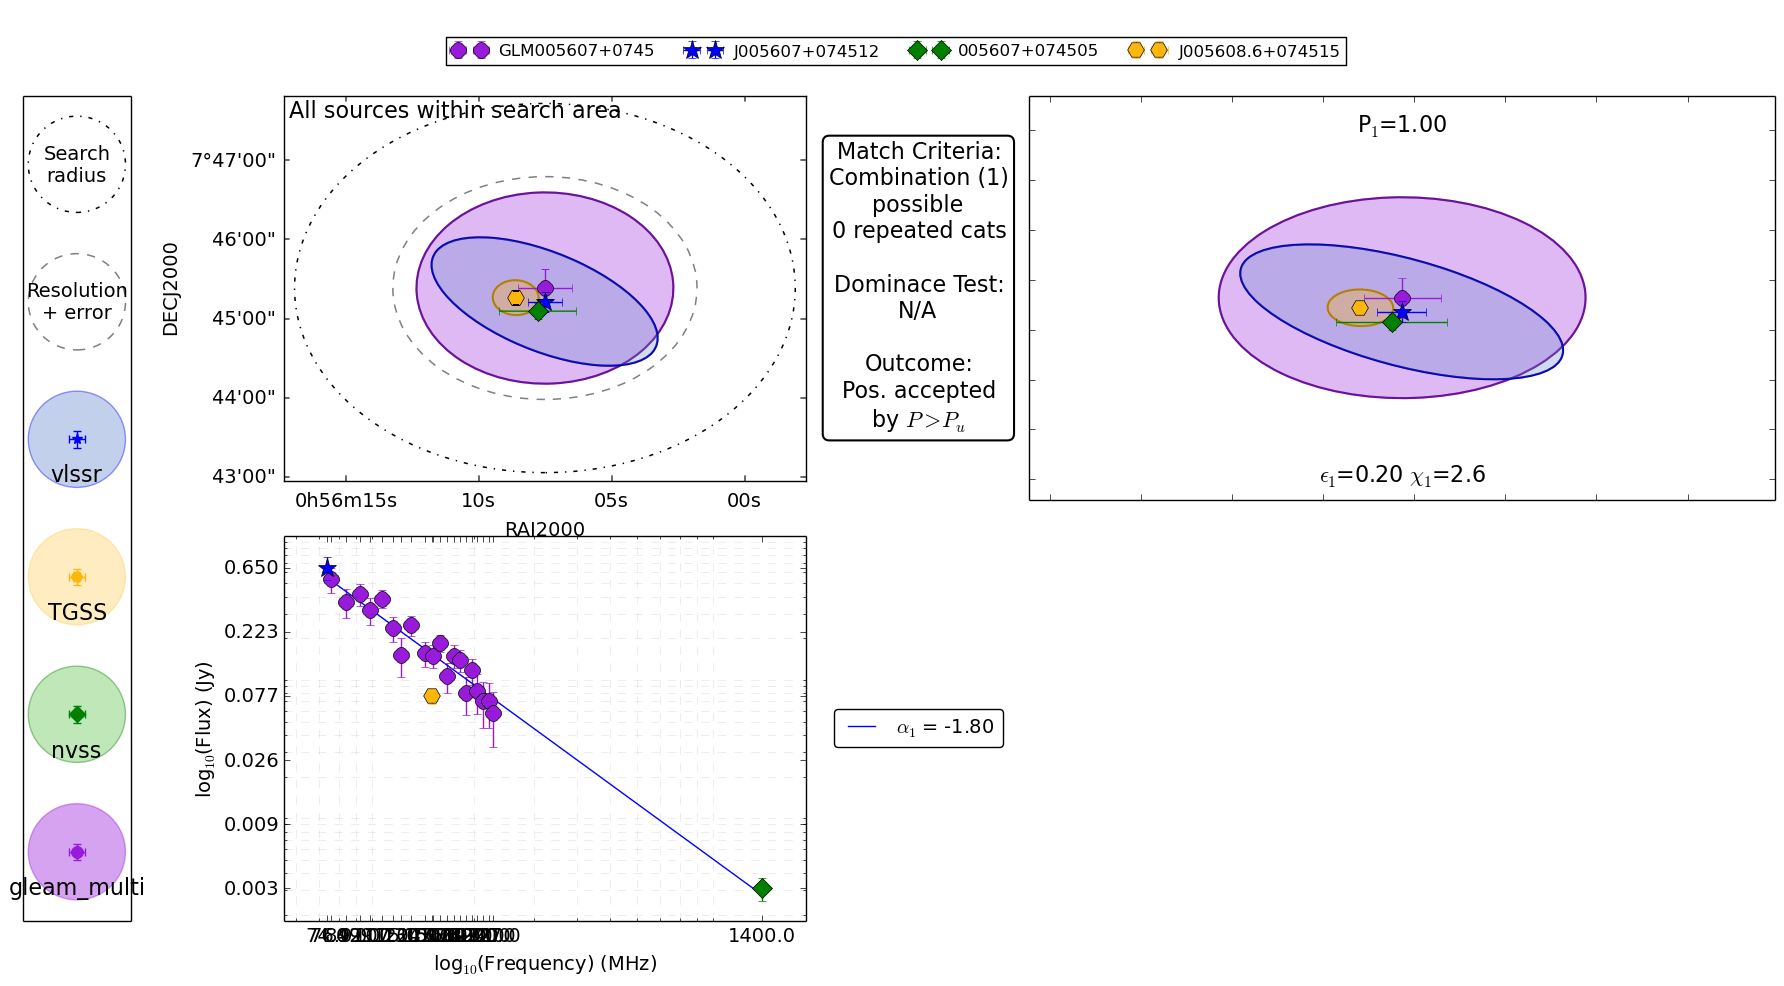 GLM005607+0745 J005607+074512 005607+074505 J005608.6+074515
Search
radius
Resolution
+ error
vlssr
TGSS
nvss
gleam_multi
All sources within search area
DECJ2000
7°47'00"
46'00"
45'00"
44'00"
43'00"
0h56m15s 10s 05s 00s
RAJ2000
Match Criteria:
Combination (1)
possible
0 repeated cats
Dominace Test:
N/A
Outcome:
Pos. accepted
by P>Pu
P1=1.00
ϵ1=0.20 χ1=2.6
log10(Flux) (Jy)
0.650
0.223
0.077
0.026
0.009
0.003
1400.0
log10(Frequency) (MHz)
α1 = -1.80